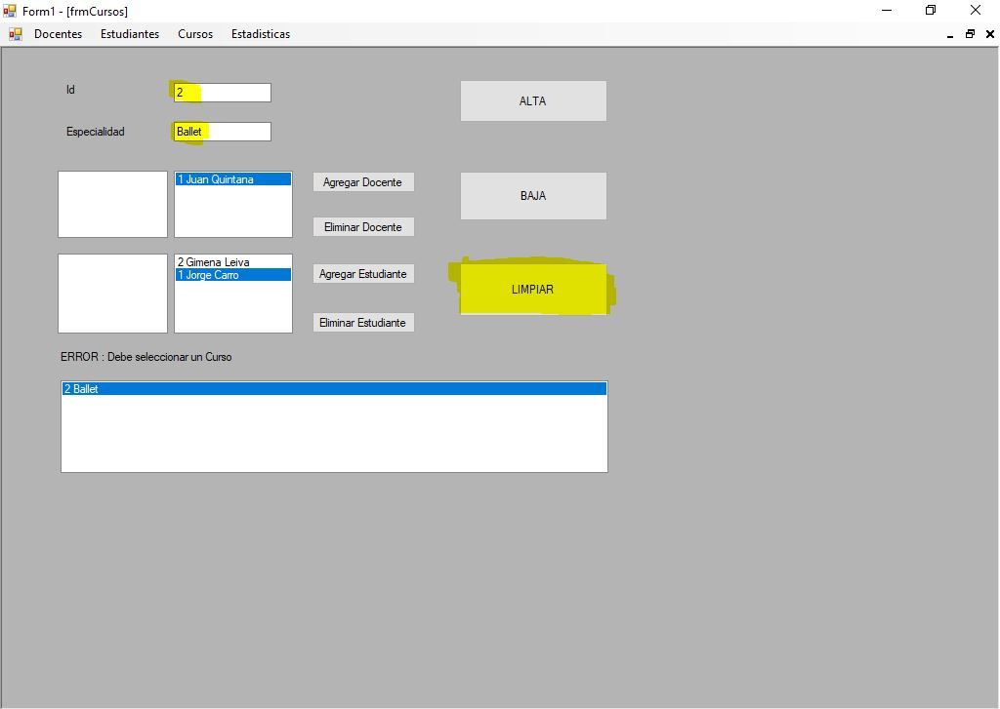 Form1 - [frmCursos]
Docentes Estudiantes Cursos Estadisticas
Id 2 ALTA
Especialidad Ballet
1 Juan Quintana Agregar Docente BAJA
Eliminar Docente
2 Gimena Leiva
1 Jorge Carro Agregar Estudiante LIMPIAR
Eliminar Estudiante
ERROR : Debe seleccionar un Curso
2 Ballet